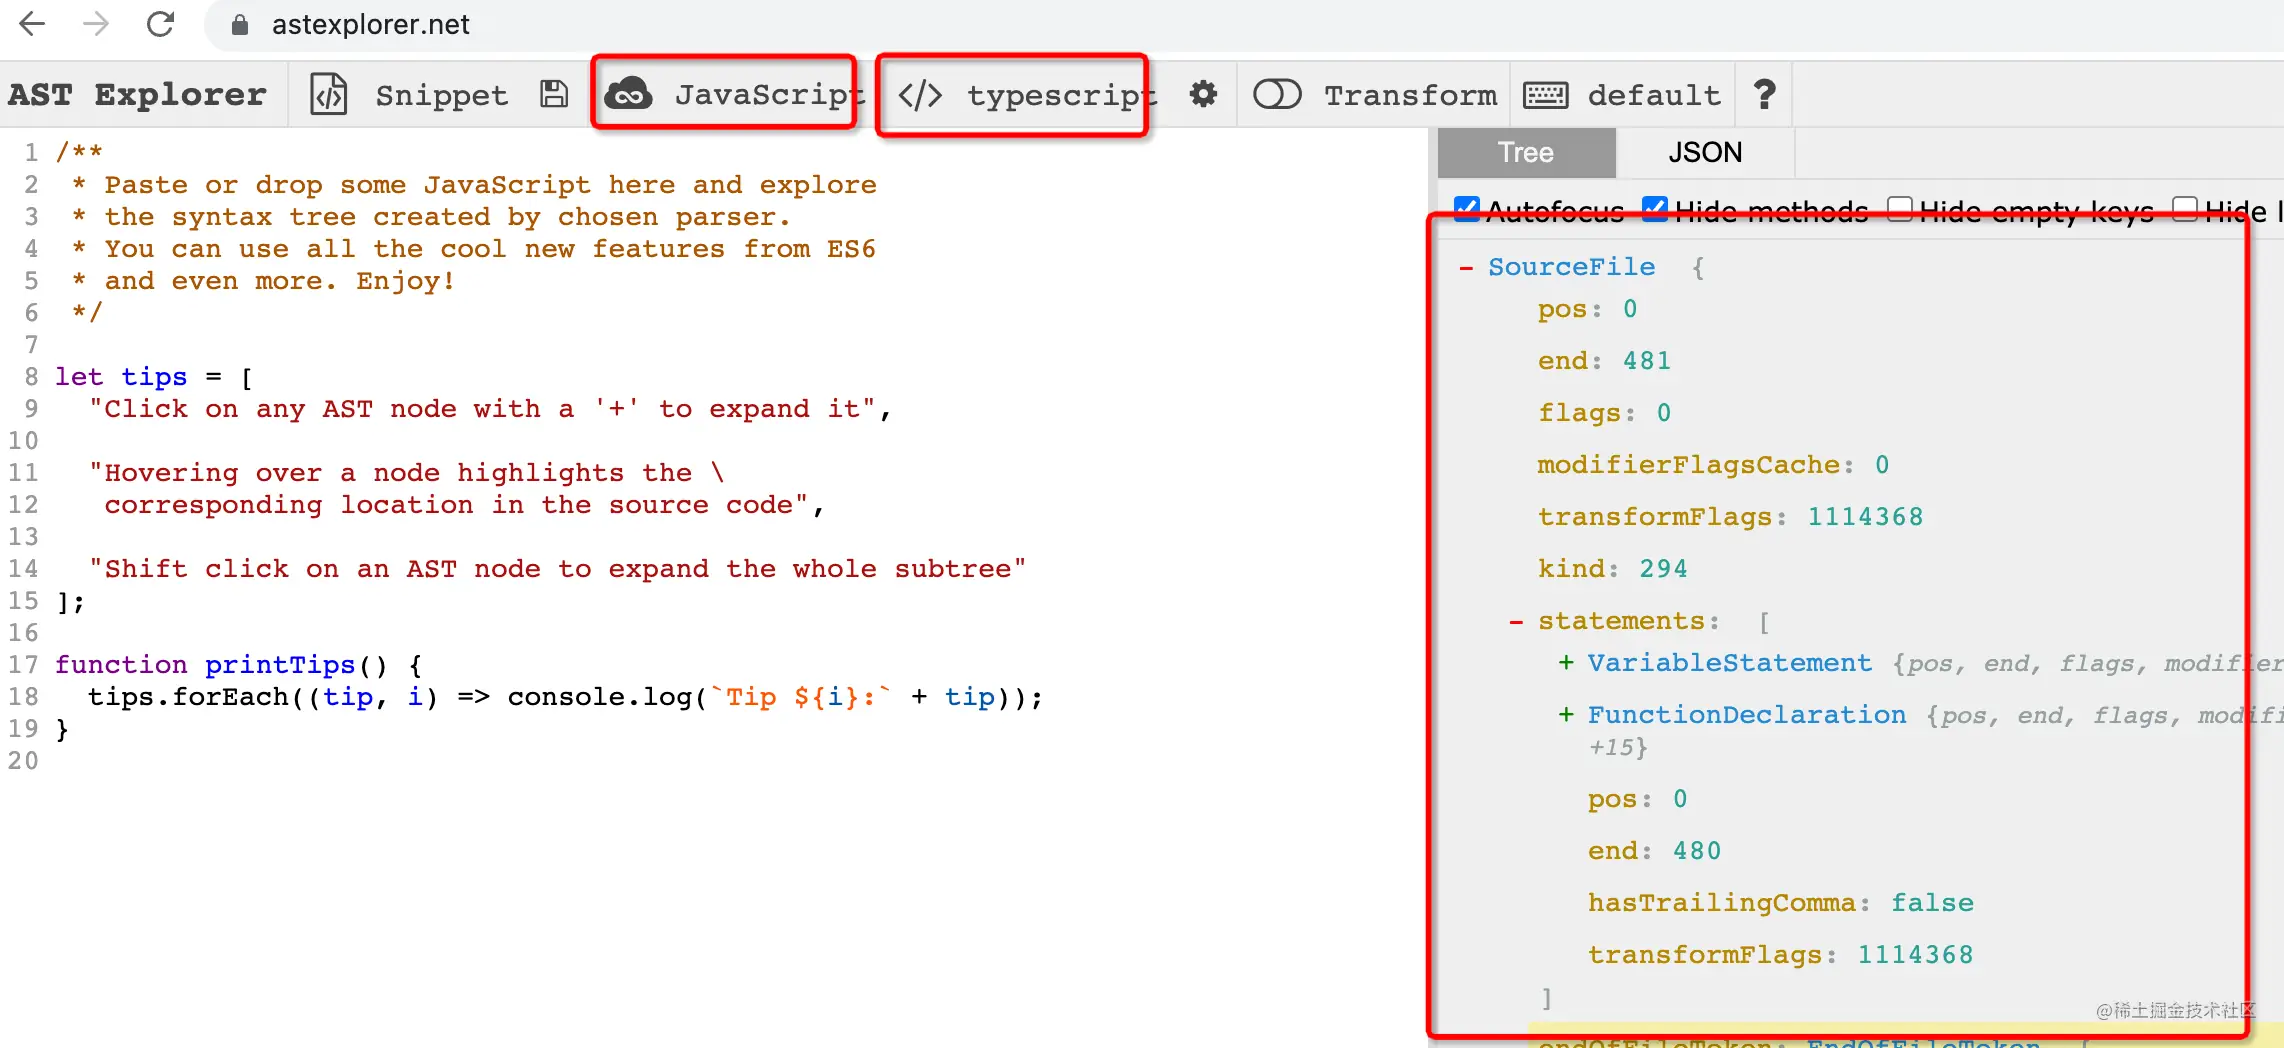 astexplorer.net
AST Explorer Snippet JavaScript </> typescript Transform default ?
1 /**
2 * Paste or drop some JavaScript here and explore
3 * the syntax tree created by chosen parser.
4 * You can use all the cool new features from ES6
5 * and even more. Enjoy!
6 */
7
8 let tips = [
9 "Click on any AST node with a '+' to expand it",
10
11 "Hovering over a node highlights the \
12 corresponding location in the source code",
13
14 "Shift click on an AST node to expand the whole subtree"
15 ];
16
17 function printTips() {
18 tips.forEach((tip, i) => console.log(`Tip ${i}:` + tip));
19 }
20
Tree JSON
Autofocus Hide methods Hide empty keys Hide l
- SourceFile {
pos: 0
end: 481
flags: 0
modifierFlagsCache: 0
transformFlags: 1114368
kind: 294
- statements: [
+ VariableStatement {pos, end, flags, modifier
+ FunctionDeclaration {pos, end, flags, modifi
+15}
pos: 0
end: 480
hasTrailingComma: false
transformFlags: 1114368
]
@稀土掘金技术社区
endOfFileToken: EndOfFileToken {